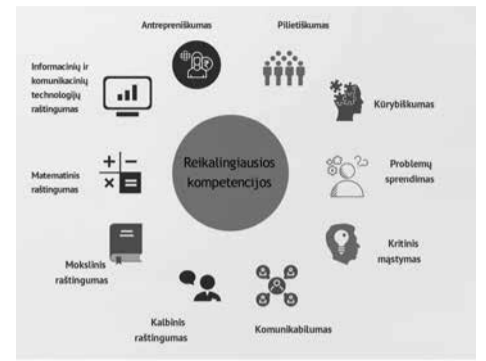 Antrepreniškumas
Pilietiškumas
Informacinių ir
komunikacinių
technologijų
raštingumas
Kūrybiškumas
Reikalingiausios
kompetencijos
Matematinis
raštingumas
Problemų
sprendimas
Mokslinis
raštingumas
Kritinis
mąstymas
Kalbinis
raštingumas
Komunikabilumas